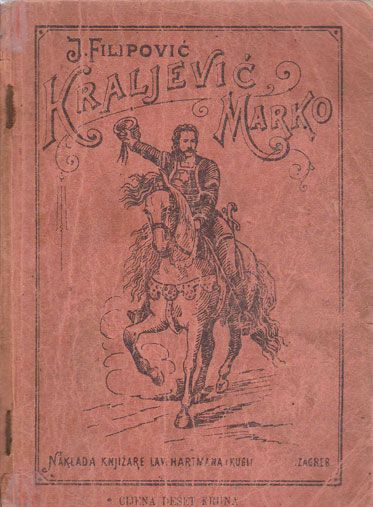 J. FILIPOVIĆ
KRALJEVIĆ
MARKO
NAKLADA KNJIŽARE LAV. HARTMANA I KUGLI ZAGREB
CIJENA DESET KRUNA